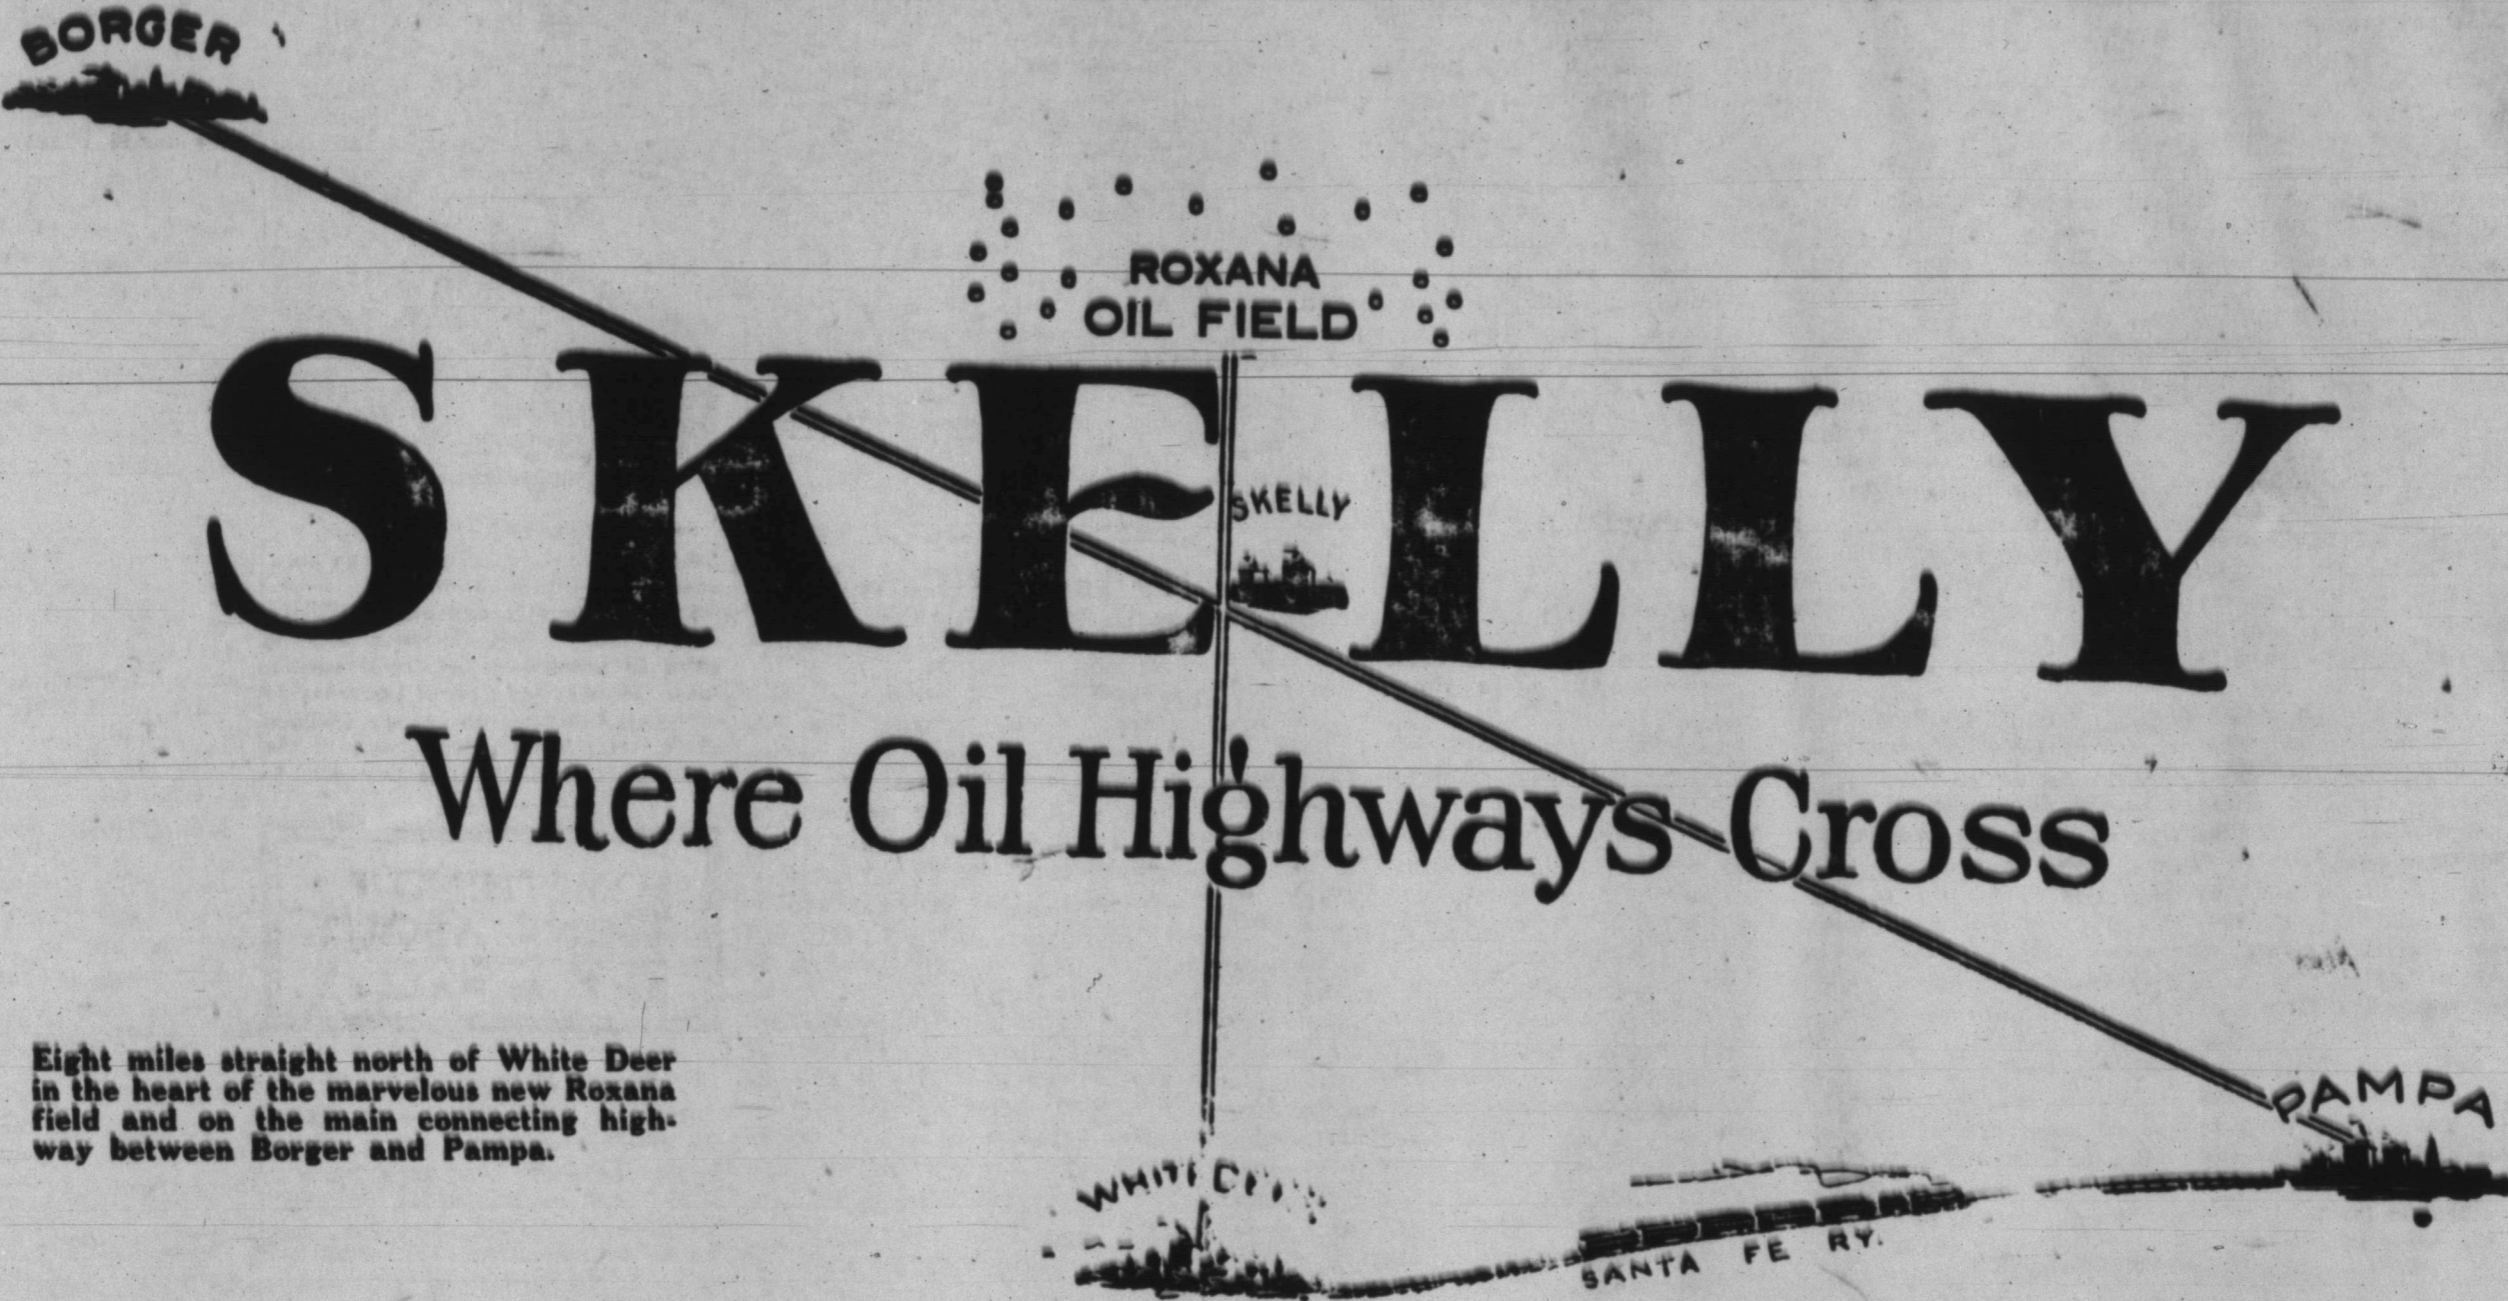 BORGER
ROXANA
OIL FIELD
SKELLY
SKELLY
Where Oil Highways Cross
Eight miles straight north of White Deer
in the heart of the marvelous new Roxana
field and on the main connecting high-
way between Borger and Pampa.
PAMPA
WHITE
SANTA FE RY.